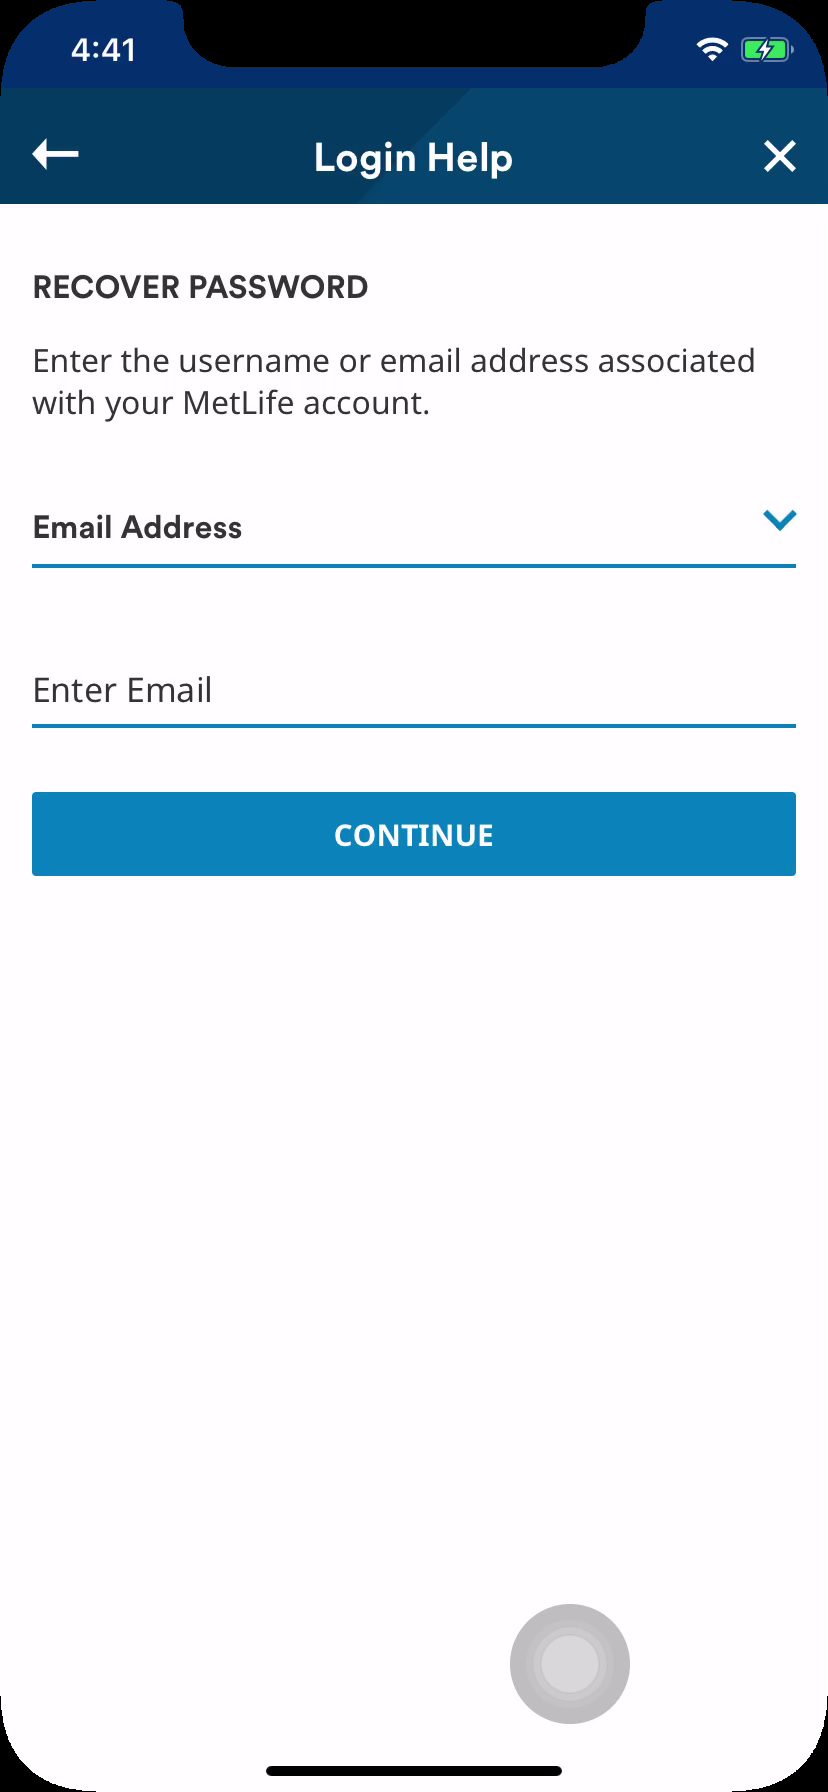 4:41
Login Help
RECOVER PASSWORD
Enter the username or email address associated
with your MetLife account.
Email Address
Enter Email
CONTINUE